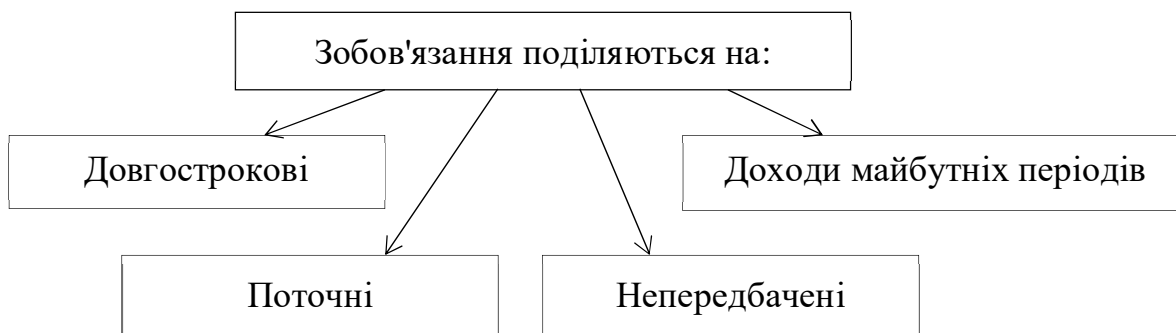 Зобов'язання поділяються на:
Довгострокові
Доходи майбутніх періодів
Поточні
Непередбачені